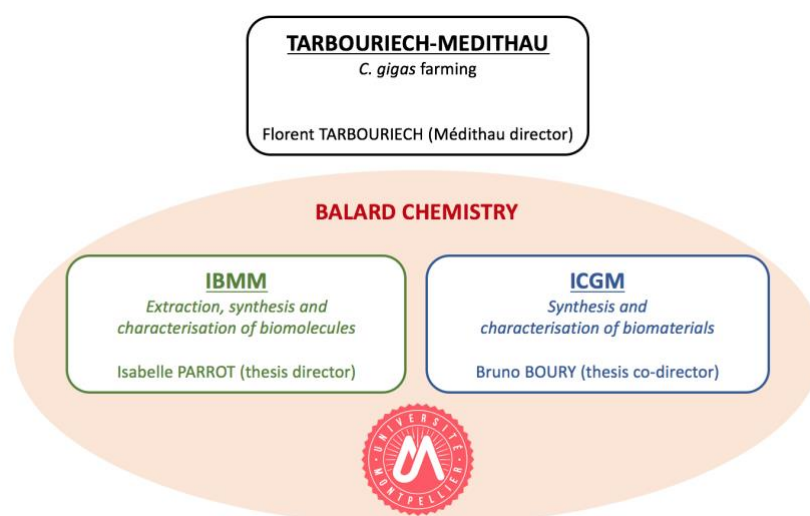 TARBOURIECH-MEDITHAU
C. gigas farming
Florent TARBOURIECH (Médithau director)
BALARD CHEMISTRY
IBMM
Extraction, synthesis and
characterisation of biomolecules
Isabelle PARROT (thesis director)
ICGM
Synthesis and
characterisation of biomaterials
Bruno BOURY (thesis co-director)
UNIVERSITÉ
MONTPELLIER